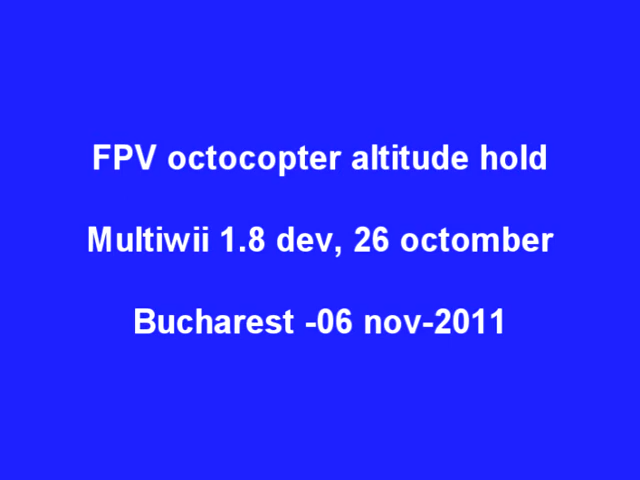 FPV octocopter altitude hold
Multiwii 1.8 dev, 26 octomber
Bucharest -06 nov-2011